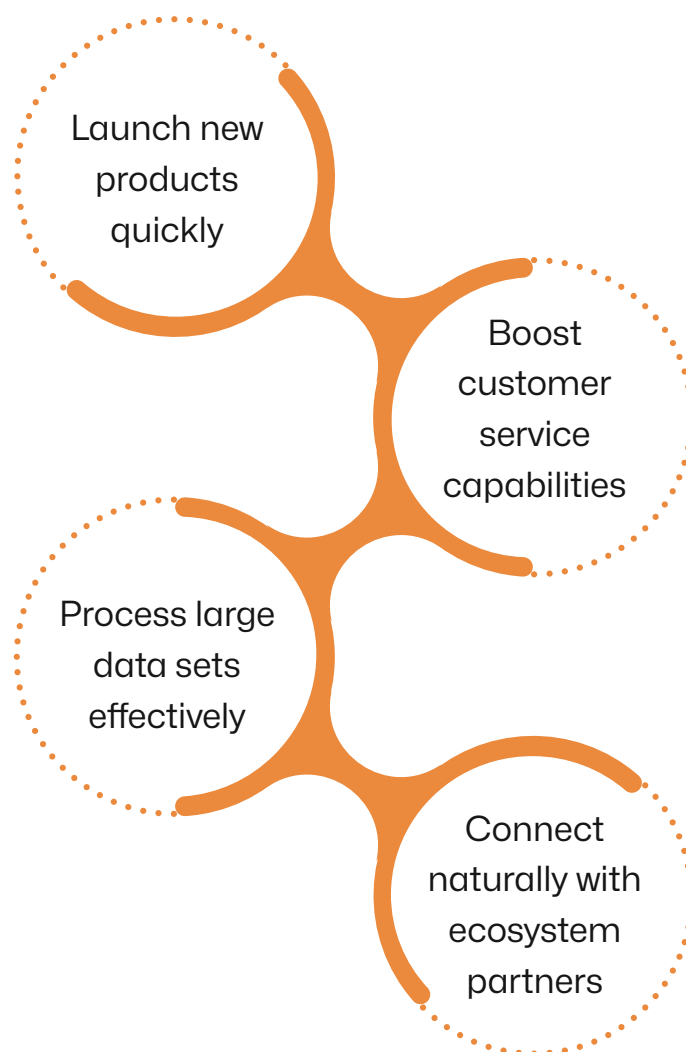 Launch new
products
quickly
Boost
customer
service
capabilities
Process large
data sets
effectively
Connect
naturally with
ecosystem
partners